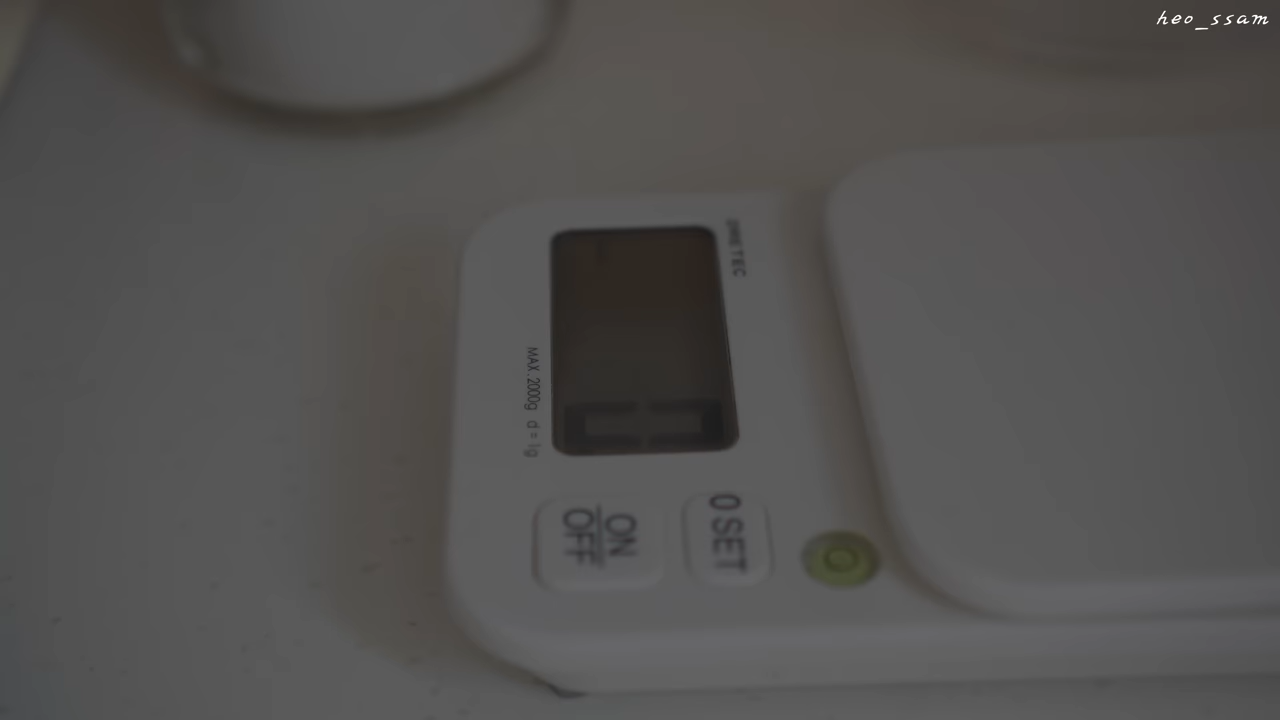 heo_ssam
MAX. 2000g d = 1g
0 SET
ON
OFF